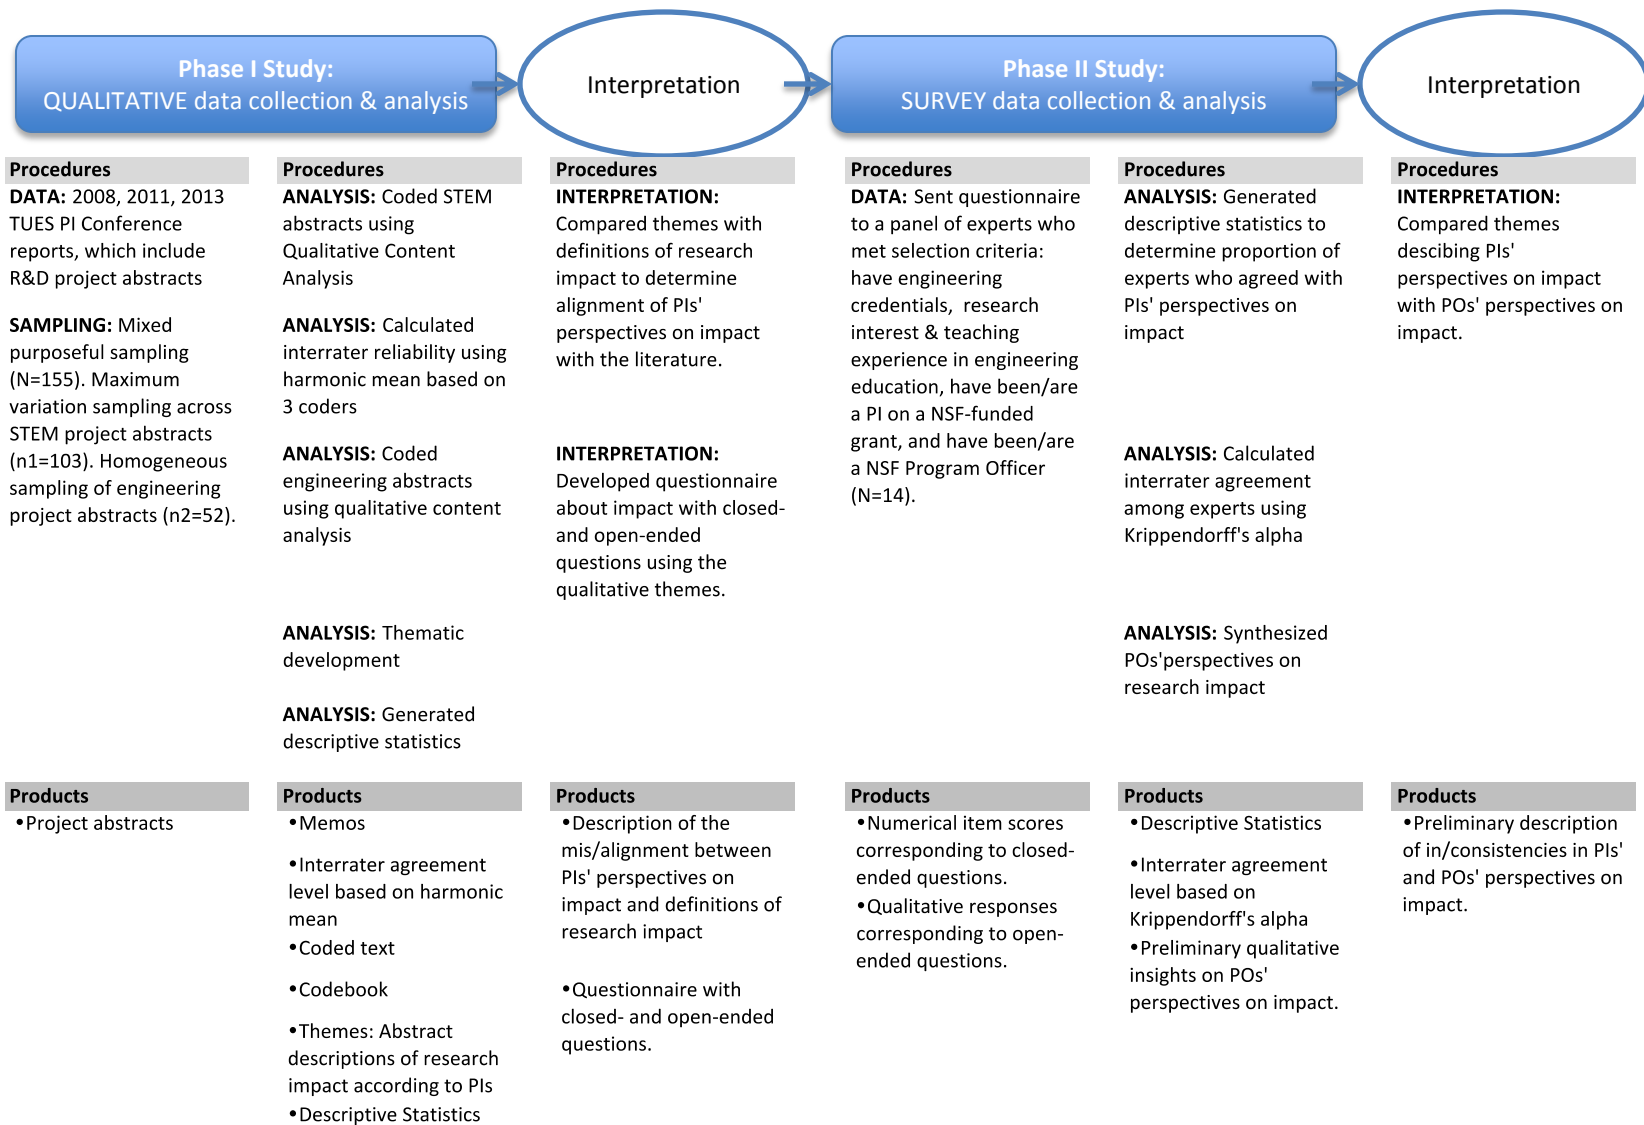 Phase I Study:
QUALITATIVE data collection & analysis
Interpretation
Phase II Study:
SURVEY data collection & analysis
Interpretation
Procedures
DATA: 2008, 2011, 2013
TUES PI Conference
reports, which include
R&D project abstracts
SAMPLING: Mixed
purposeful sampling
(N=155). Maximum
variation sampling across
STEM project abstracts
(n1=103). Homogeneous
sampling of engineering
project abstracts (n2=52).
Procedures
ANALYSIS: Coded STEM
abstracts using
Qualitative Content
Analysis
ANALYSIS: Calculated
interrater reliability using
harmonic mean based on
3 coders
ANALYSIS: Coded
engineering abstracts
using qualitative content
analysis
ANALYSIS: Thematic
development
ANALYSIS: Generated
descriptive statistics
Procedures
INTERPRETATION:
Compared themes with
definitions of research
impact to determine
alignment of PIs'
perspectives on impact
with the literature.
INTERPRETATION:
Developed questionnaire
about impact with closed-
and open-ended
questions using the
qualitative themes.
Procedures
DATA: Sent questionnaire
to a panel of experts who
met selection criteria:
have engineering
credentials,  research
interest & teaching
experience in engineering
education, have been/are
a PI on a NSF-funded
grant, and have been/are
a NSF Program Officer
(N=14).
Procedures
ANALYSIS: Generated
descriptive statistics to
determine proportion of
experts who agreed with
PIs' perspectives on
impact
ANALYSIS: Calculated
interrater agreement
among experts using
Krippendorff's alpha
ANALYSIS: Synthesized
POs'perspectives on
research impact
Procedures
INTERPRETATION:
Compared themes
descibing PIs'
perspectives on impact
with POs' perspectives on
impact.
Products
•Project abstracts
Products
•Memos
•Interrater agreement
level based on harmonic
mean
•Coded text
•Codebook
•Themes: Abstract
descriptions of research
impact according to PIs
•Descriptive Statistics
Products
•Description of the
mis/alignment between
PIs' perspectives on
impact and definitions of
research impact
•Questionnaire with
closed- and open-ended
questions.
Products
•Numerical item scores
corresponding to closed-
ended questions.
•Qualitative responses
corresponding to open-
ended questions.
Products
•Descriptive Statistics
•Interrater agreement
level based on
Krippendorff's alpha
•Preliminary qualitative
insights on POs'
perspectives on impact.
Products
•Preliminary description
of in/consistencies in PIs'
and POs' perspectives on
impact.